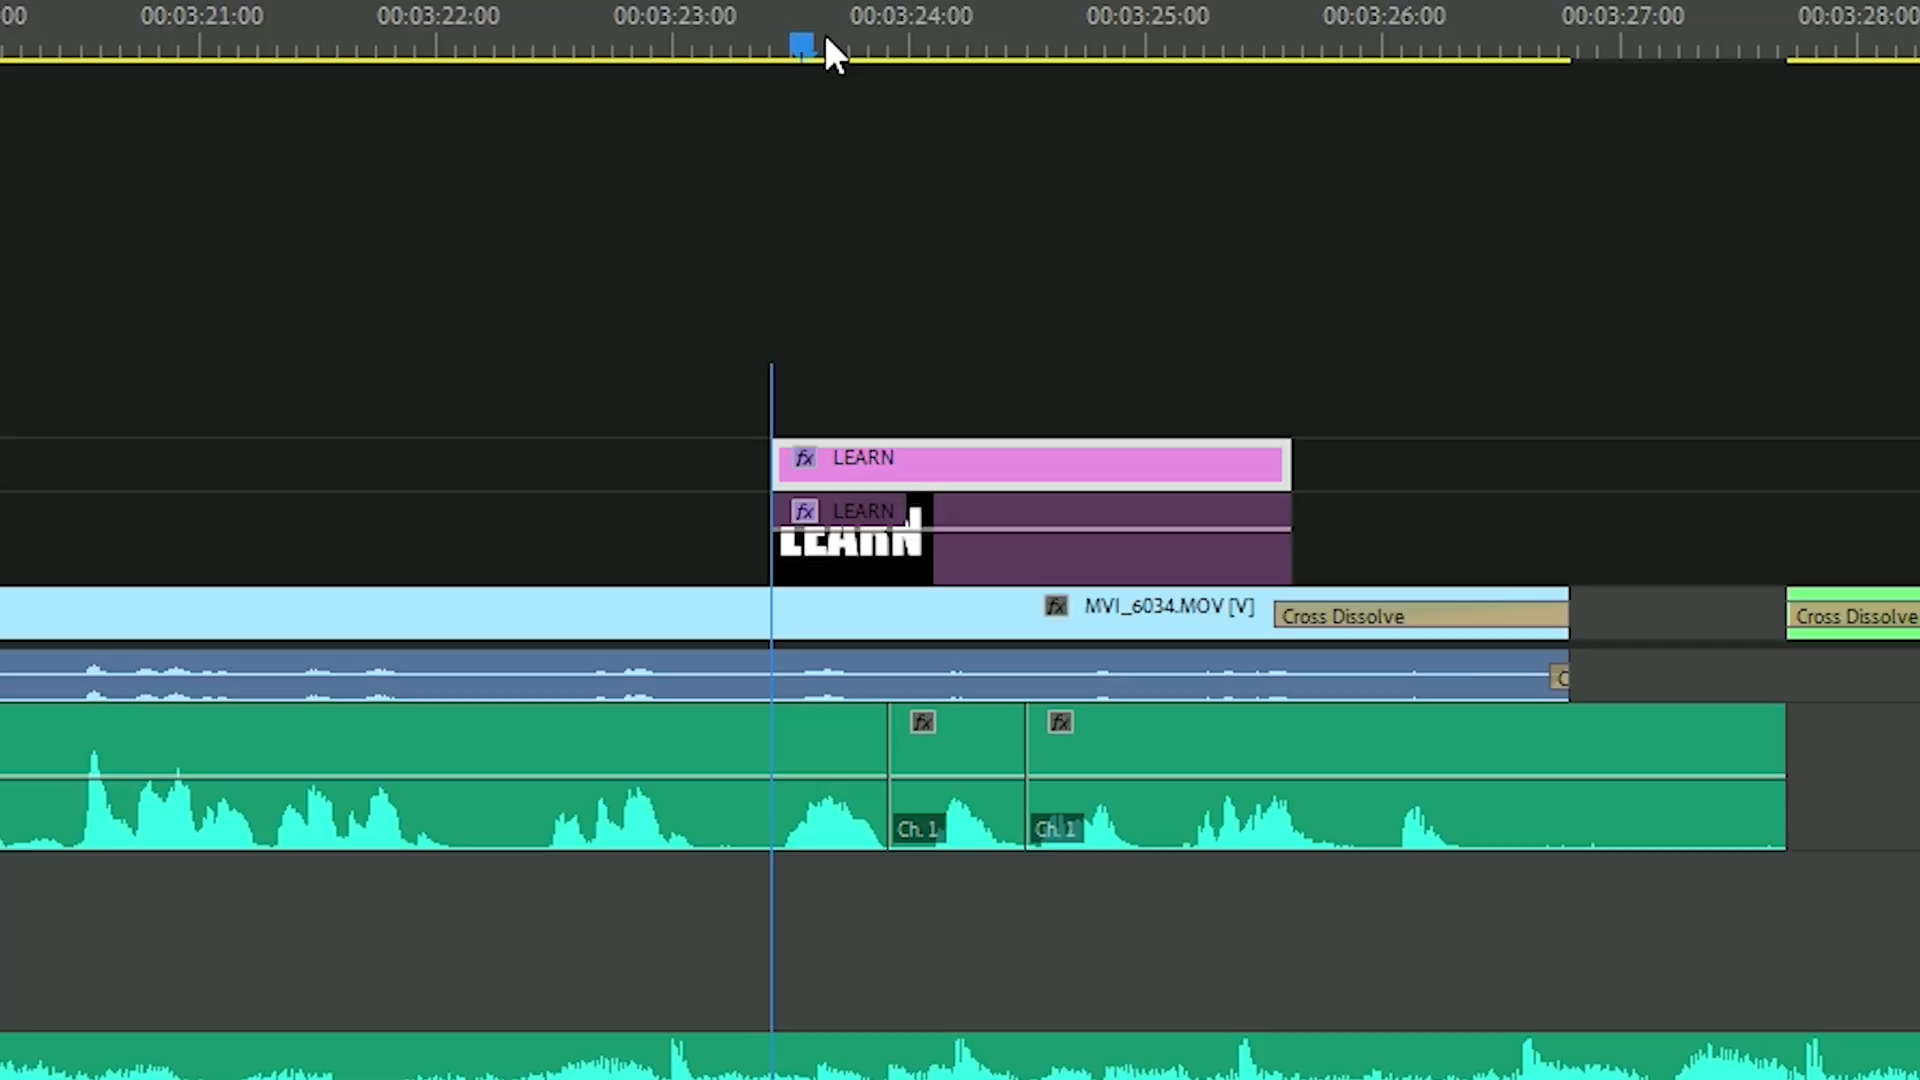 00 00:03:21:00 00:03:22:00 00:03:23:00 00:03:24:00 00:03:25:00 00:03:26:00 00:03:27:00 00:03:28:00
fx LEARN
fx LEARN
LEARN
fx MVI_6034.MOV [V] Cross Dissolve Cross Dissolve
C
fx fx
Ch. 1 Ch. 1